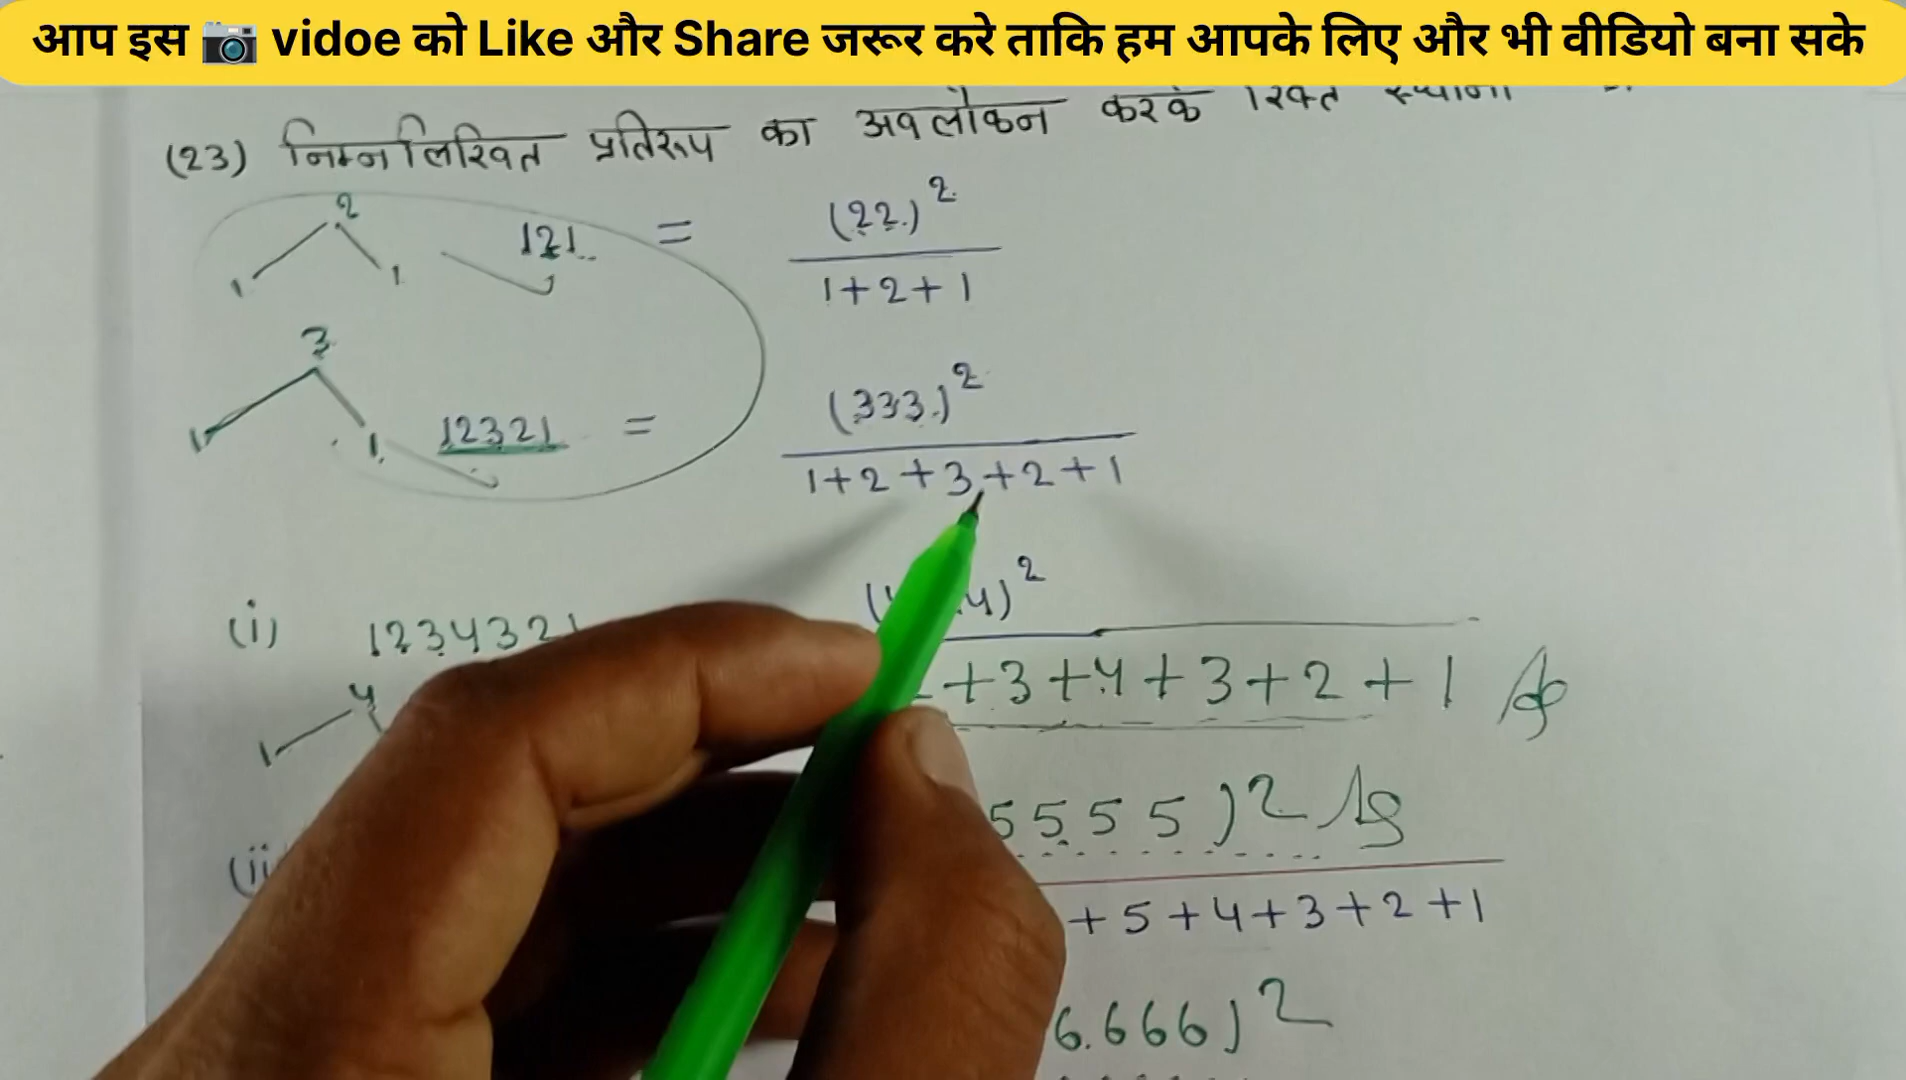 आप इस 📷 vidoe को Like और Share जरूर करे ताकि हम आपके लिए और भी वीडियो बना सके
(23) निम्नलिखित प्रतिरूप का अवलोकन करके रिक्त
2
1 1
121 = (22)²
1+2+1
3
1 1
12321 = (333)²
1+2+3+2+1
(i) 1234321
4)²
+3+4+3+2+1
4
1
5555)²
(ii)
+5+4+3+2+1
6.666)²